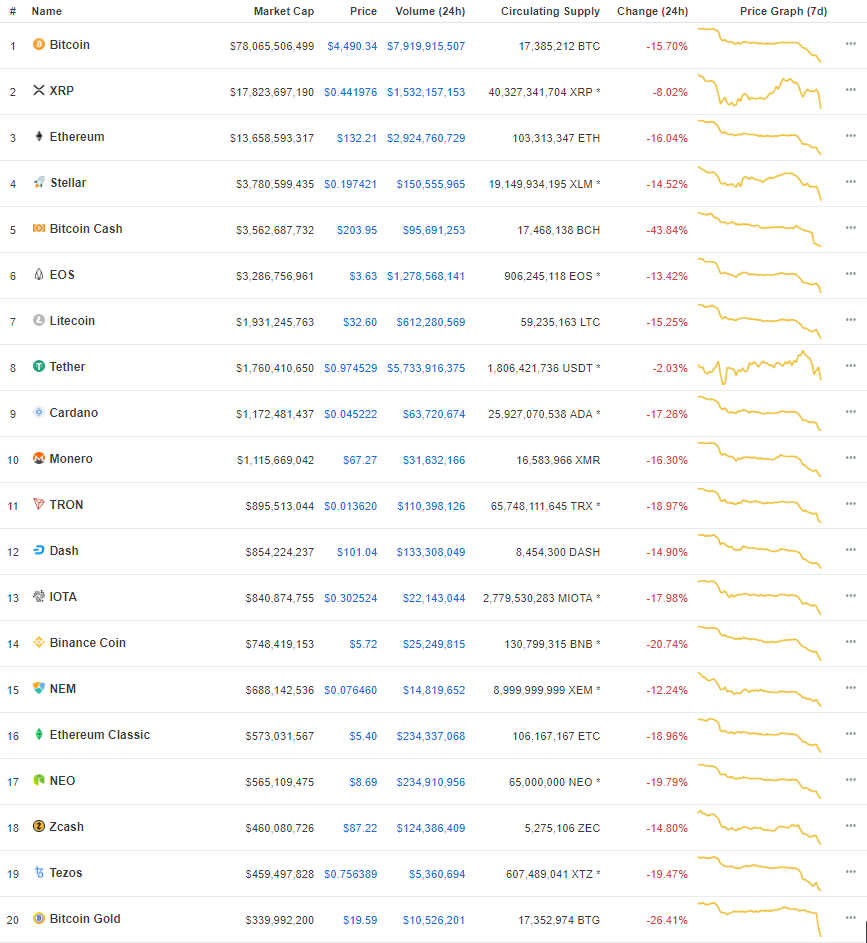 # Name Market Cap Price Volume (24h) Circulating Supply Change (24h) Price Graph (7d)
1 Bitcoin $78,065,506,499 $4,490.34 $7,919,915,507 17,385,212 BTC -15.70%
2 XRP $17,823,697,190 $0.441976 $1,532,157,153 40,327,341,704 XRP * -8.02%
3 Ethereum $13,658,593,317 $132.21 $2,924,760,729 103,313,347 ETH -16.04%
4 Stellar $3,780,599,435 $0.197421 $150,555,965 19,149,934,195 XLM * -14.52%
5 Bitcoin Cash $3,562,687,732 $203.95 $95,691,253 17,468,138 BCH -43.84%
6 EOS $3,286,756,961 $3.63 $1,278,568,141 906,245,118 EOS * -13.42%
7 Litecoin $1,931,245,763 $32.60 $612,280,569 59,235,163 LTC -15.25%
8 Tether $1,760,410,650 $0.974529 $5,733,916,375 1,806,421,736 USDT * -2.03%
9 Cardano $1,172,481,437 $0.045222 $63,720,674 25,927,070,538 ADA * -17.26%
10 Monero $1,115,669,042 $67.27 $31,632,166 16,583,966 XMR -16.30%
11 TRON $895,513,044 $0.013620 $110,398,126 65,748,111,645 TRX * -18.97%
12 Dash $854,224,237 $101.04 $133,308,049 8,454,300 DASH -14.90%
13 IOTA $840,874,755 $0.302524 $22,143,044 2,779,530,283 MIOTA * -17.98%
14 Binance Coin $748,419,153 $5.72 $25,249,815 130,799,315 BNB * -20.74%
15 NEM $688,142,536 $0.076460 $14,819,652 8,999,999,999 XEM * -12.24%
16 Ethereum Classic $573,031,567 $5.40 $234,337,068 106,167,167 ETC -18.96%
17 NEO $565,109,475 $8.69 $234,910,956 65,000,000 NEO * -19.79%
18 Zcash $460,080,726 $87.22 $124,386,409 5,275,106 ZEC -14.80%
19 Tezos $459,497,828 $0.756389 $5,360,694 607,489,041 XTZ * -19.47%
20 Bitcoin Gold $339,992,200 $19.59 $10,526,201 17,352,974 BTG -26.41%